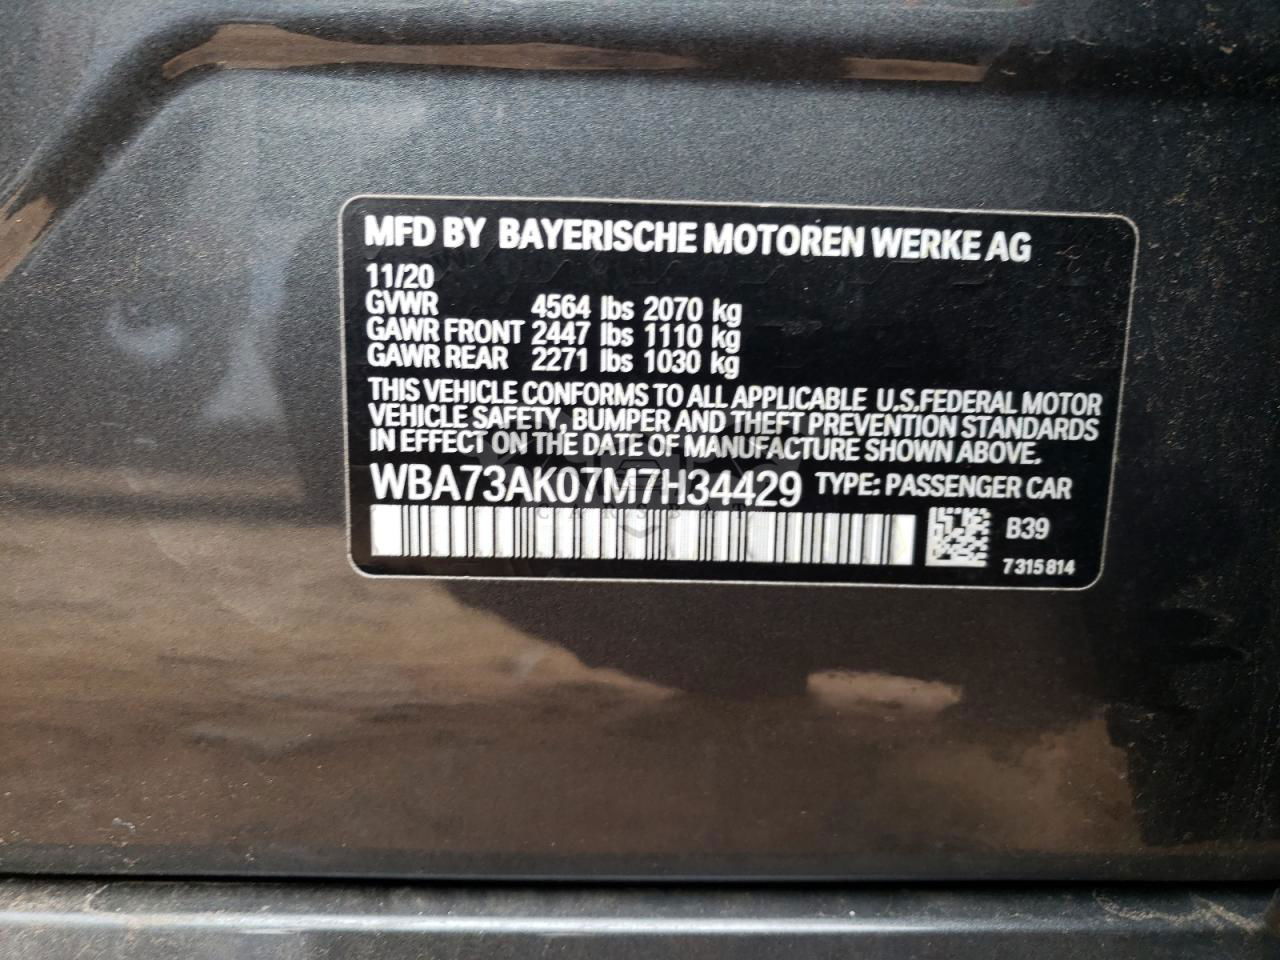 MFD BY BAYERISCHE MOTOREN WERKE AG
11/20
GVWR 4564 lbs 2070 kg
GAWR FRONT 2447 lbs 1110 kg
GAWR REAR 2271 lbs 1030 kg
THIS VEHICLE CONFORMS TO ALL APPLICABLE U.S.FEDERAL MOTOR
VEHICLE SAFETY, BUMPER AND THEFT PREVENTION STANDARDS
IN EFFECT ON THE DATE OF MANUFACTURE SHOWN ABOVE.
WBA73AK07M7H34429 TYPE: PASSENGER CAR
B39
7315814